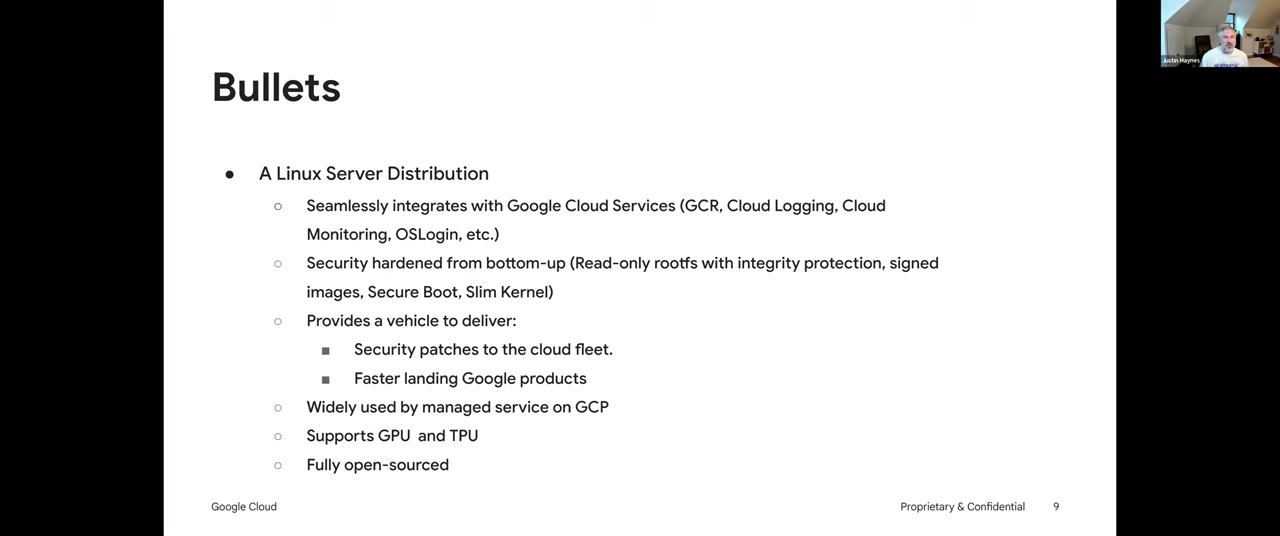 Bullets
● A Linux Server Distribution
○ Seamlessly integrates with Google Cloud Services (GCR, Cloud Logging, Cloud
Monitoring, OSLogin, etc.)
○ Security hardened from bottom-up (Read-only rootfs with integrity protection, signed
images, Secure Boot, Slim Kernel)
○ Provides a vehicle to deliver:
■ Security patches to the cloud fleet.
■ Faster landing Google products
○ Widely used by managed service on GCP
○ Supports GPU and TPU
○ Fully open-sourced
Google Cloud
Proprietary & Confidential 9
Justin Haynes